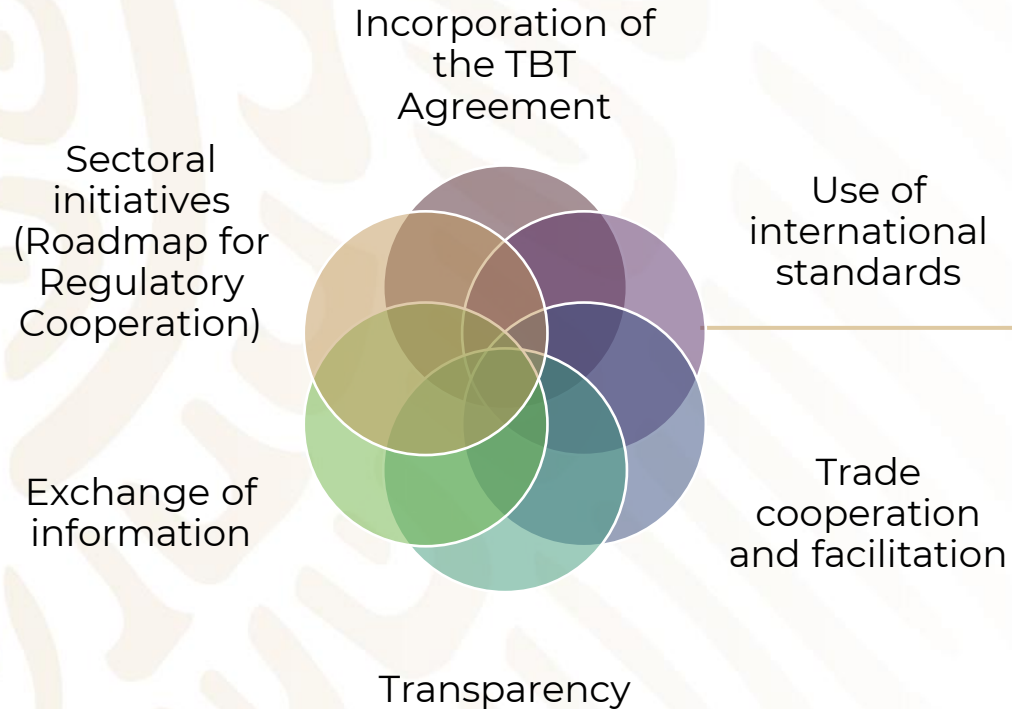 Incorporation of
the TBT
Agreement
Sectoral
initiatives
(Roadmap for
Regulatory
Cooperation)
Use of
international
standards
Exchange of
information
Trade
cooperation
and facilitation
Transparency